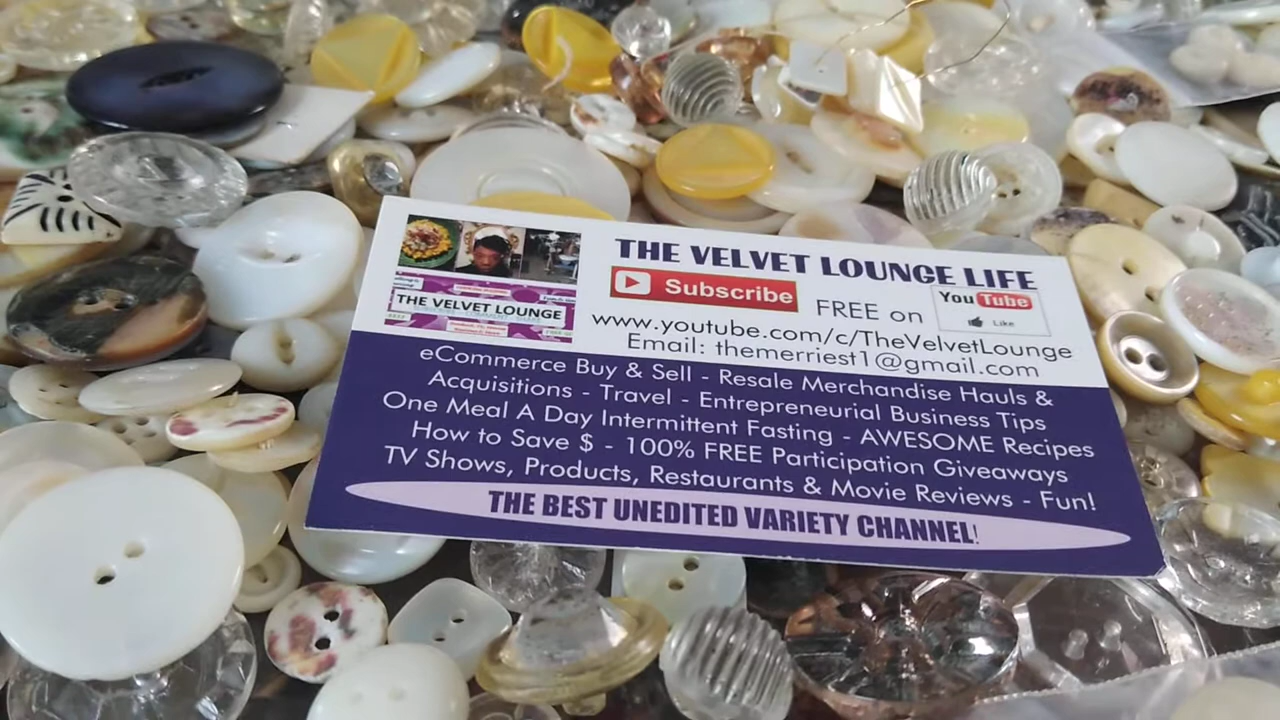 THE VELVET LOUNGE LIFE
Subscribe FREE on YouTube
Like
THE VELVET LOUNGE
www.youtube.com/c/TheVelvetLounge
Email: themerriest1@gmail.com
eCommerce Buy & Sell - Resale Merchandise Hauls &
Acquisitions - Travel - Entrepreneurial Business Tips
One Meal A Day Intermittent Fasting - AWESOME Recipes
How to Save $ - 100% FREE Participation Giveaways
TV Shows, Products, Restaurants & Movie Reviews - Fun!
THE BEST UNEDITED VARIETY CHANNEL!